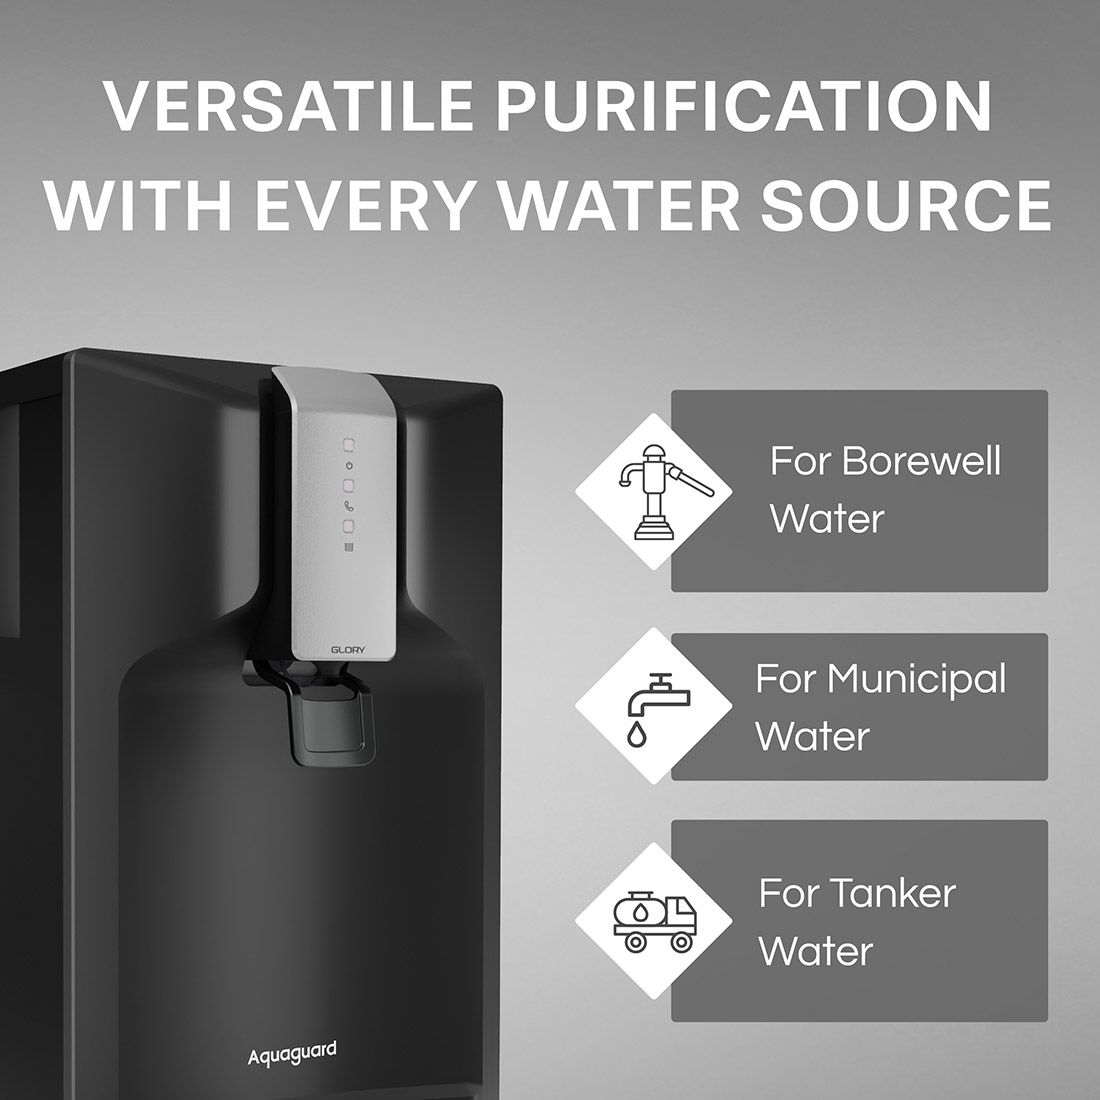 VERSATILE PURIFICATION
WITH EVERY WATER SOURCE
GLORY
Aquaguard
For Borewell
Water
For Municipal
Water
For Tanker
Water